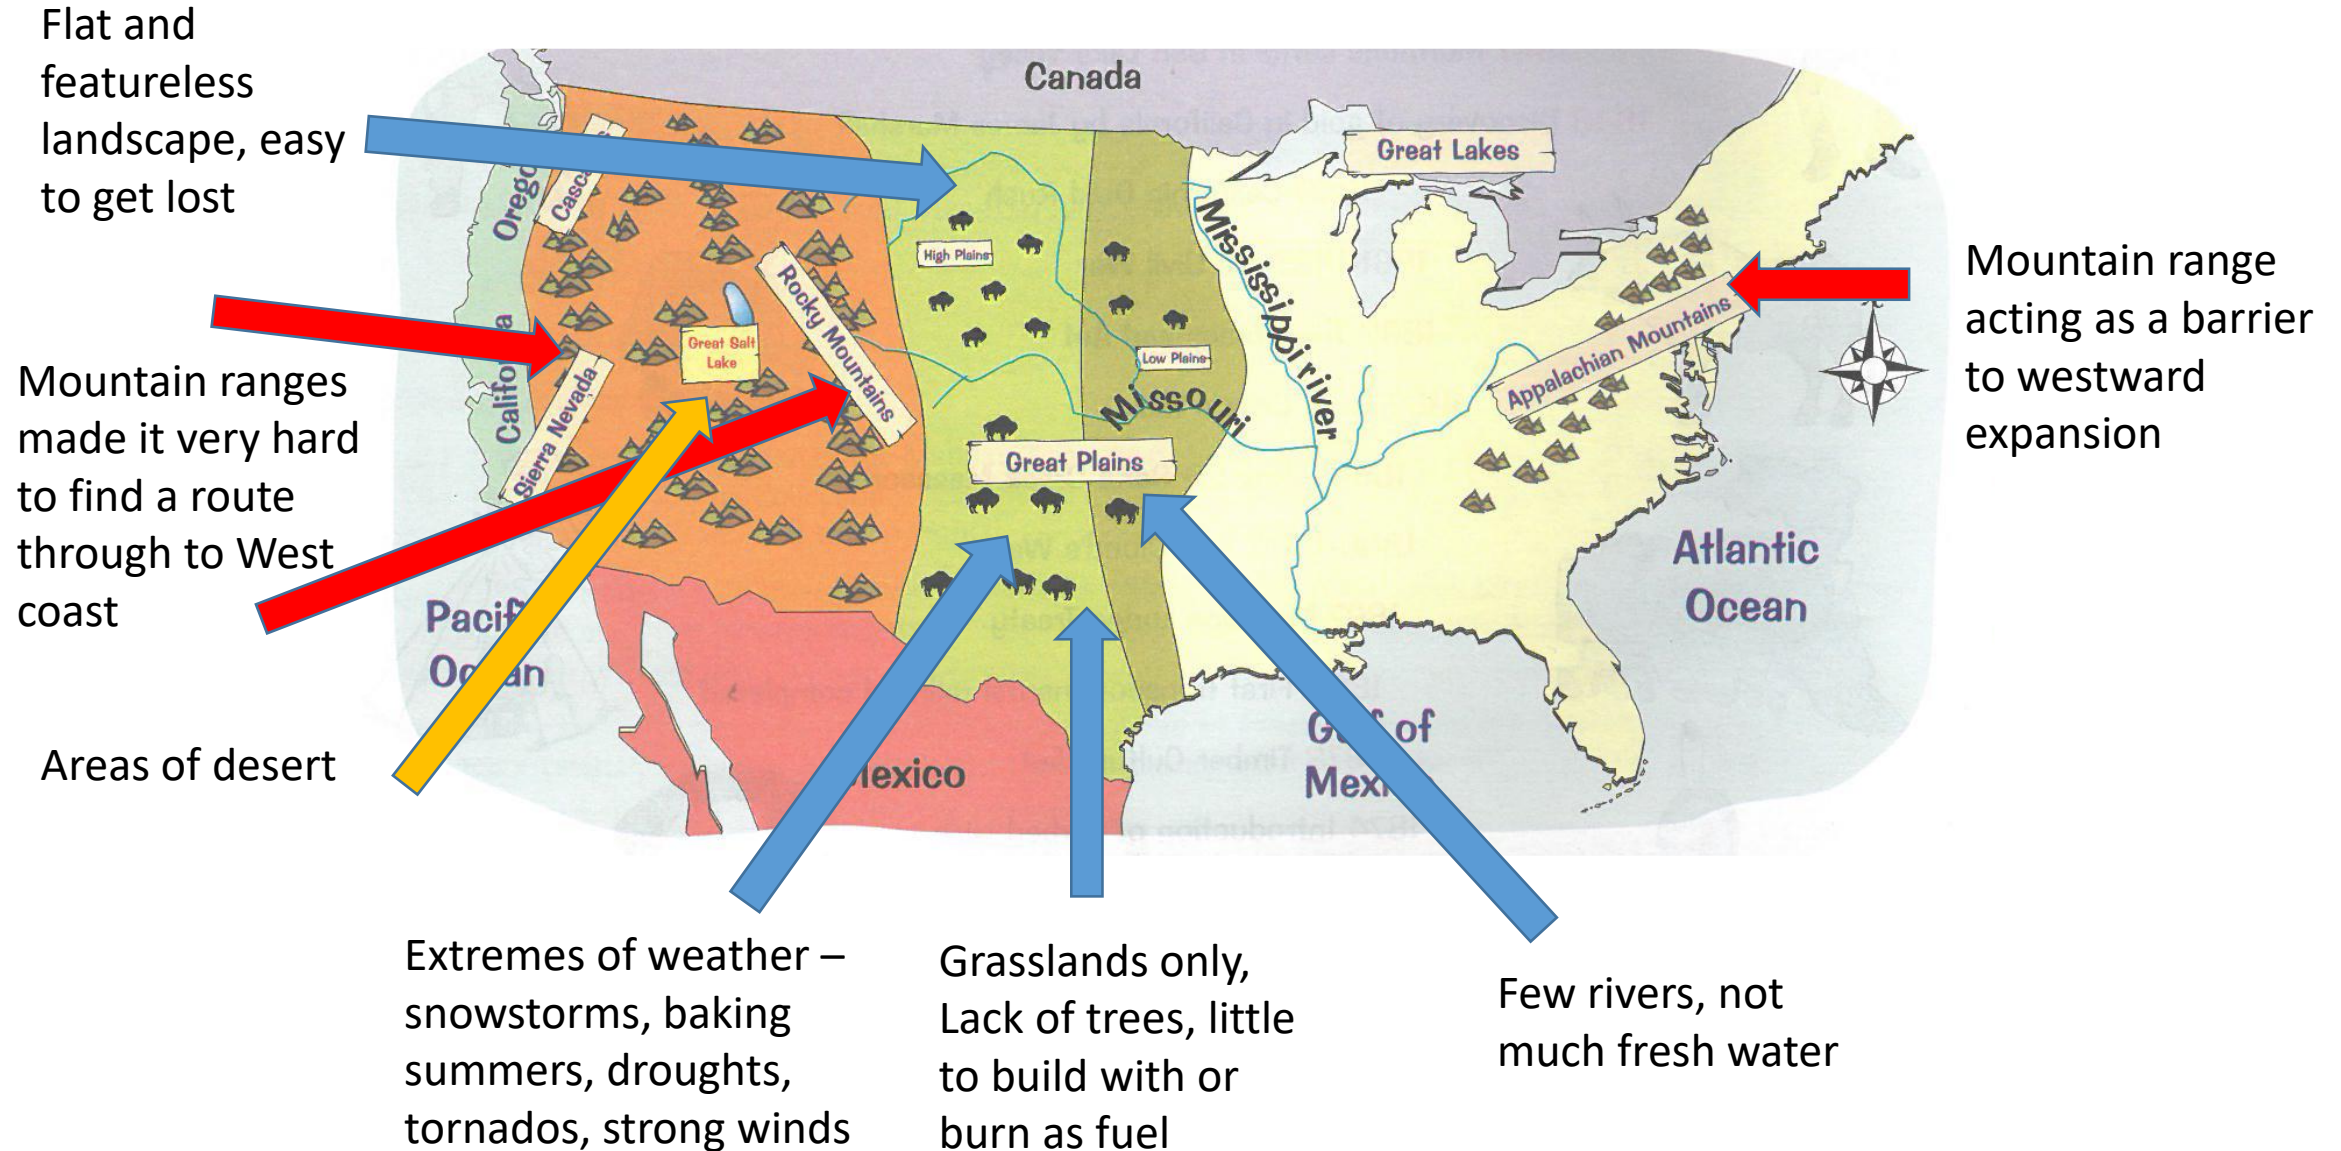 Flat and
featureless
landscape, easy
to get lost
Mountain ranges
made it very hard
to find a route
through to West
coast
Areas of desert
Canada
Great Lakes
High Plains
Rocky Mountains
Great Salt
Lake
Sierra Nevada
Low Plains
Missouri
Mississippi river
Great Plains
Appalachian Mountains
Atlantic
Ocean
Mountain range
acting as a barrier
to westward
expansion
Extremes of weather –
snowstorms, baking
summers, droughts,
tornados, strong winds
Grasslands only,
Lack of trees, little
to build with or
burn as fuel
Few rivers, not
much fresh water